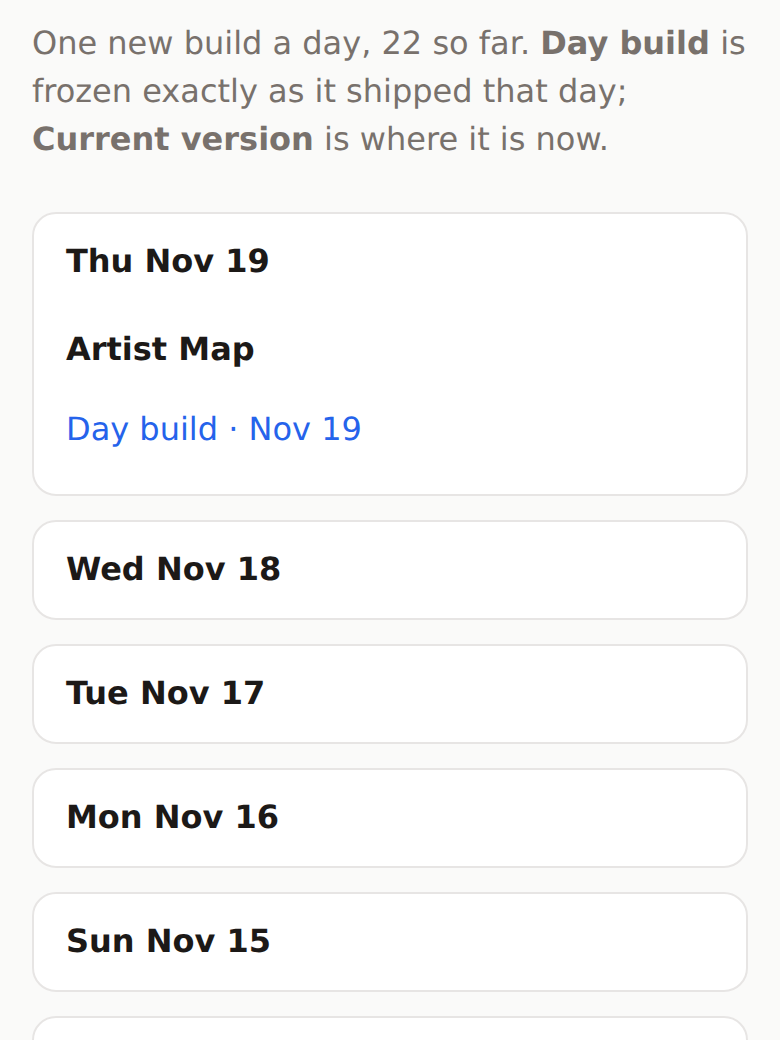 One new build a day, 22 so far. Day build is
frozen exactly as it shipped that day;
Current version is where it is now.
Thu Nov 19
Artist Map
Day build · Nov 19
Wed Nov 18
Tue Nov 17
Mon Nov 16
Sun Nov 15